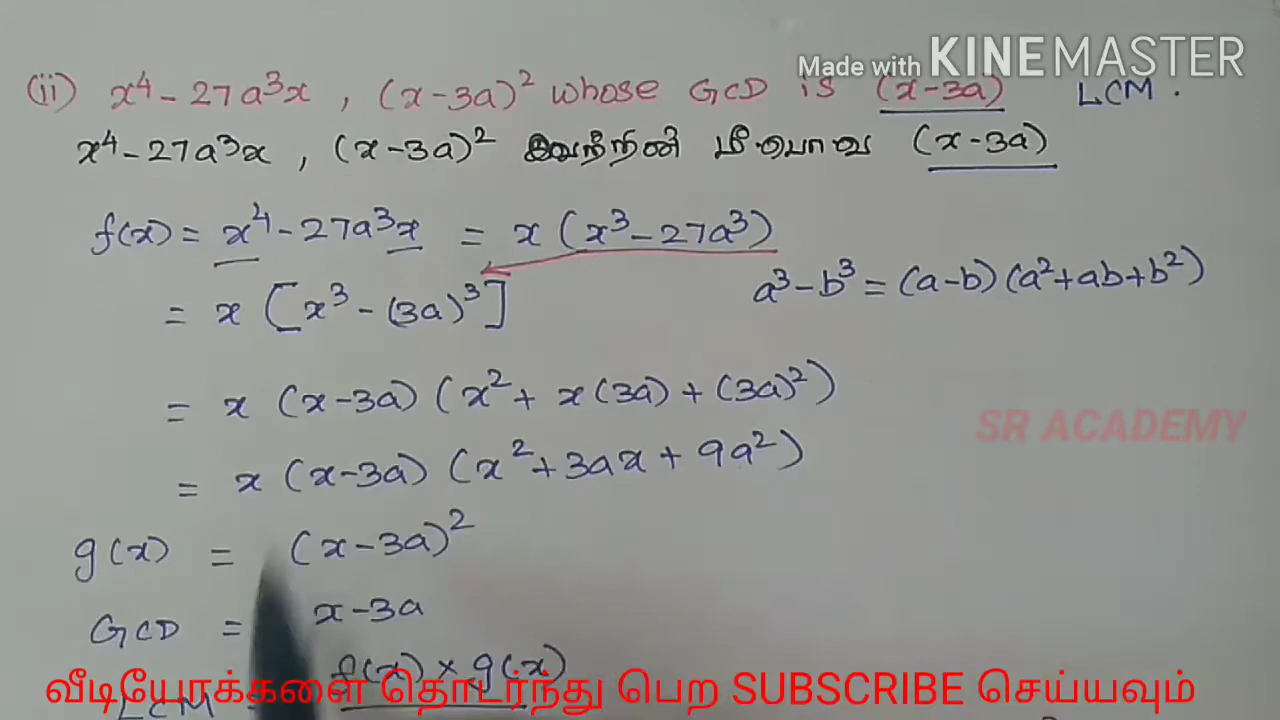 Made with KINEMASTER
(ii) x⁴ - 27a³x , (x-3a)² whose GCD is (x-3a) LCM .
x⁴-27a³x , (x-3a)² இவற்றின் மீ.பொ.வ (x-3a)
f(x) = x⁴ - 27a³x = x (x³ - 27a³)
= x [x³ - (3a)³]
a³ - b³ = (a-b) (a² + ab + b²)
= x (x-3a) (x² + x(3a) + (3a)²)
SR ACADEMY
= x (x-3a) (x² + 3ax + 9a²)
g(x) = (x-3a)²
GCD = x-3a
f(x) × g(x)
LCM
வீடியோக்களை தொடர்ந்து பெற SUBSCRIBE செய்யவும்